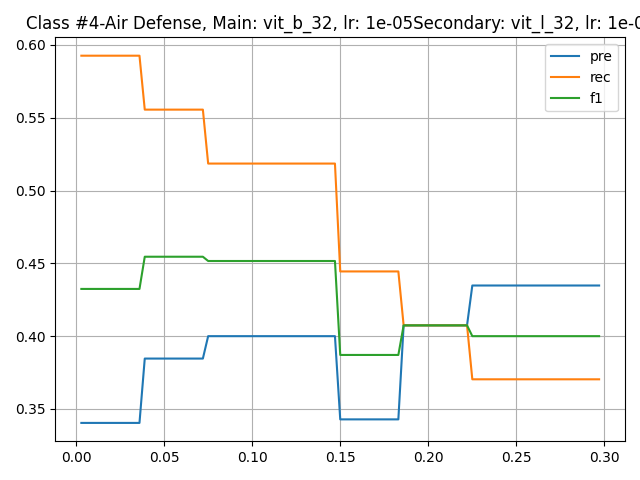 Class #4-Air Defense, Main: vit_b_32, lr: 1e-05Secondary: vit_l_32, lr: 1e-0
0.60
0.55
0.50
0.45
0.40
0.35
pre
rec
f1
0.00 0.05 0.10 0.15 0.20 0.25 0.30